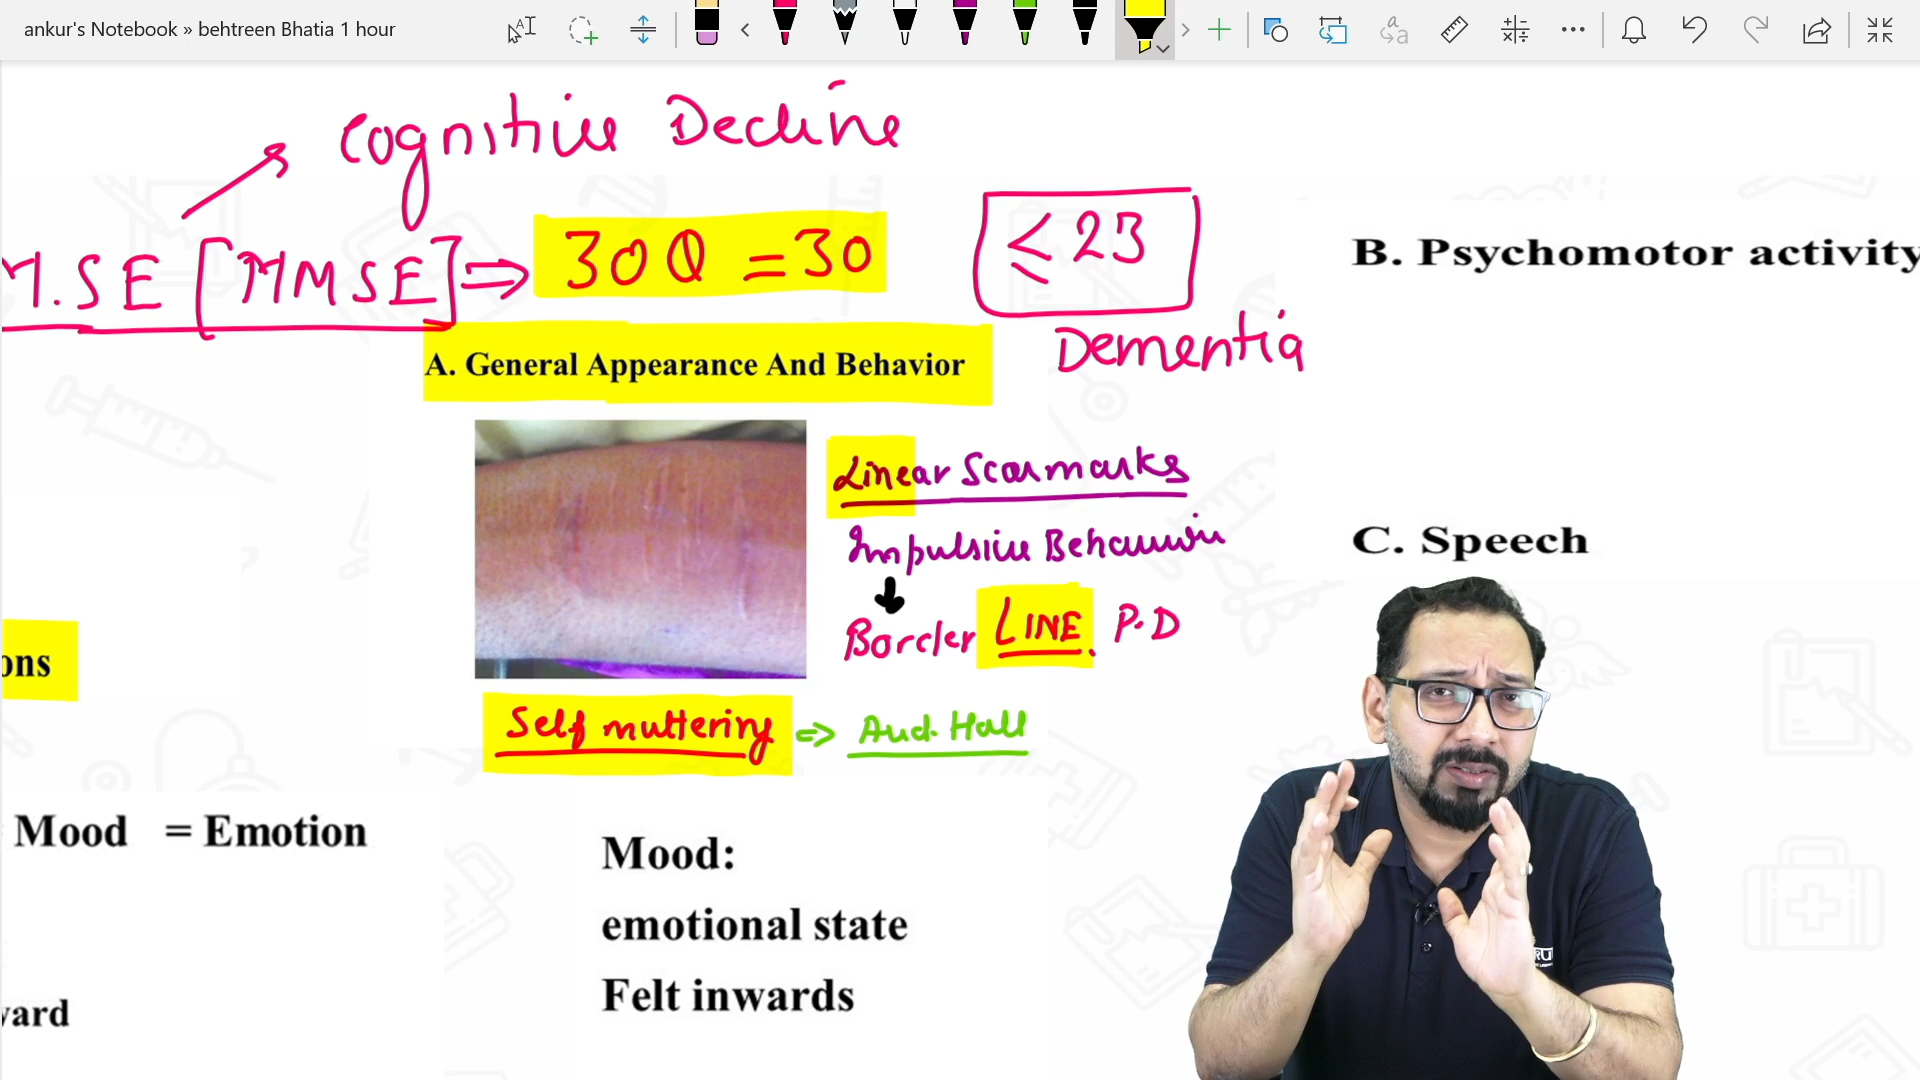 ankur's Notebook » behtreen Bhatia 1 hour
Cognitive Decline
M.SE [MMSE] ⇒ 30 Q = 30
≤ 23
Dementia
A. General Appearance And Behavior
Linear Scarmarks
Impulsive Behaviour
↓
Border LINE P.D
Self muttering ⇒ Aud. Hall
B. Psychomotor activity
C. Speech
ons
Mood = Emotion
Mood:
emotional state
Felt inwards
vard